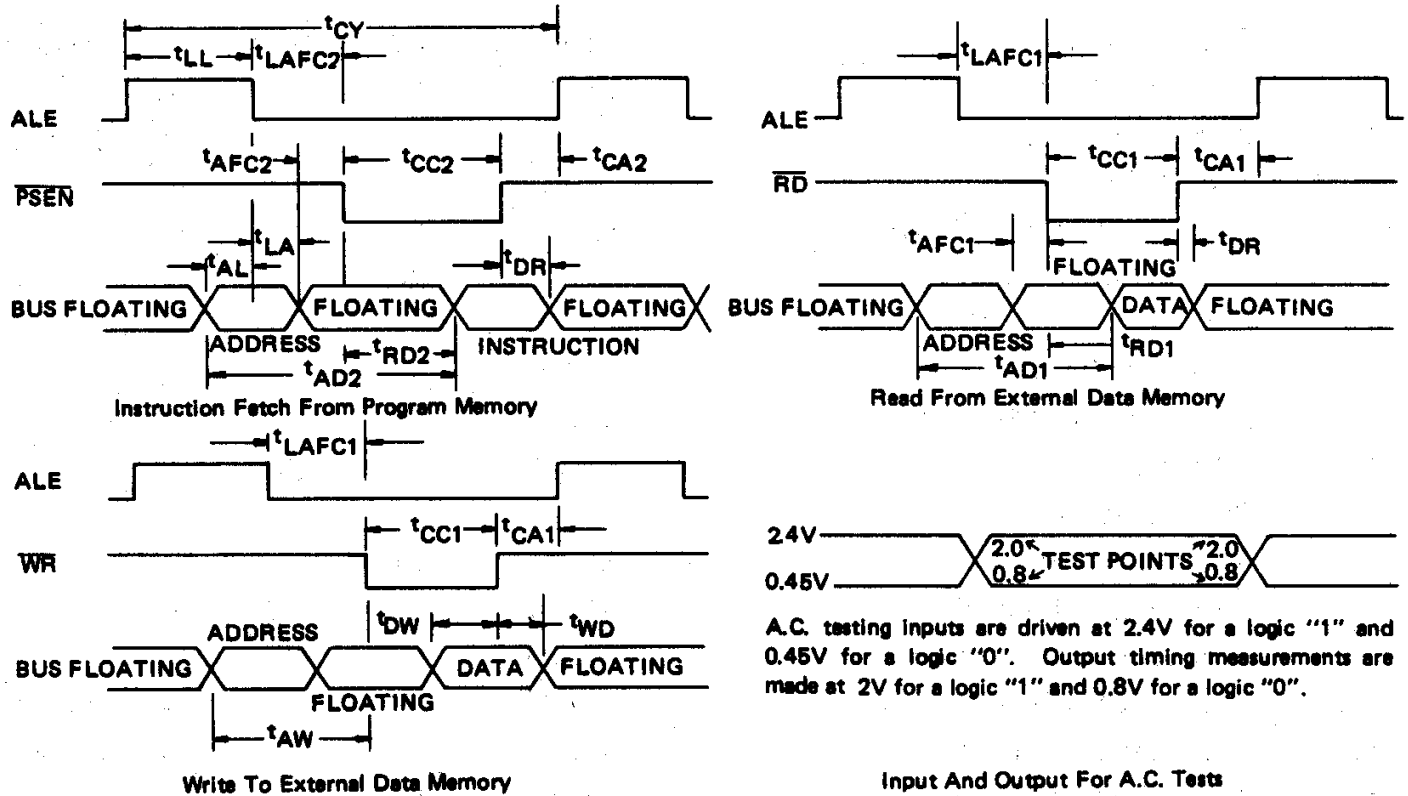 tCY
tLL
tLAFC2
ALE
tAFC2
tCC2
tCA2
PSEN
tLA
tAL
tDR
BUS FLOATING
FLOATING
FLOATING
ADDRESS
tRD2
INSTRUCTION
tAD2
Instruction Fetch From Program Memory
tLAFC1
ALE
tCC1
tCA1
RD
tAFC1
tDR
FLOATING
BUS FLOATING
DATA
FLOATING
ADDRESS
tRD1
tAD1
Read From External Data Memory
tLAFC1
ALE
tCC1
tCA1
WR
tDW
tWD
ADDRESS
BUS FLOATING
DATA
FLOATING
FLOATING
tAW
Write To External Data Memory
2.4V
2.0 TEST POINTS 2.0
0.8 0.8
0.45V
A.C. testing inputs are driven at 2.4V for a logic "1" and
0.45V for a logic "0". Output timing measurements are
made at 2V for a logic "1" and 0.8V for a logic "0".
Input And Output For A.C. Tests